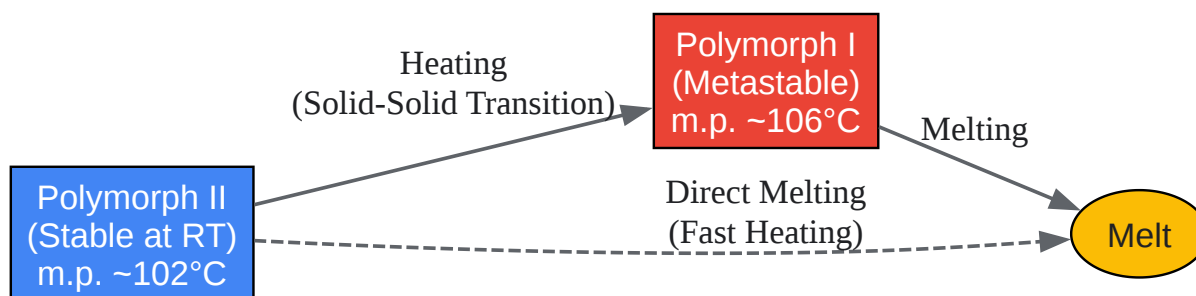 Polymorph I
(Metastable)
m.p. ~106°C
Heating
(Solid-Solid Transition)
Melting
Polymorph II
(Stable at RT)
m.p. ~102°C
Direct Melting
(Fast Heating)
Melt